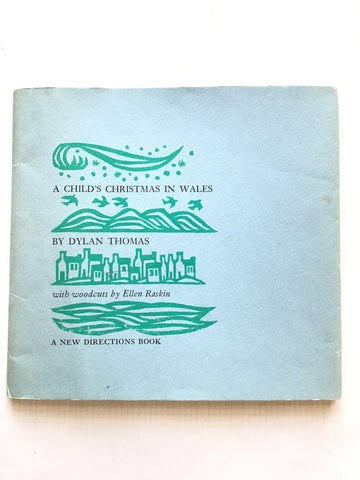 A CHILD'S CHRISTMAS IN WALES
BY DYLAN THOMAS
with woodcuts by Ellen Raskin
A NEW DIRECTIONS BOOK